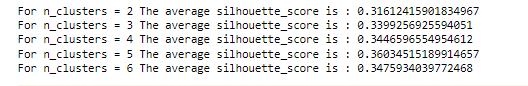 For n_clusters = 2 The average silhouette_score is : 0.31612415901834967
For n_clusters = 3 The average silhouette_score is : 0.3399256925594051
For n_clusters = 4 The average silhouette_score is : 0.3446596554954612
For n_clusters = 5 The average silhouette_score is : 0.36034515189914657
For n_clusters = 6 The average silhouette_score is : 0.3475934039772468